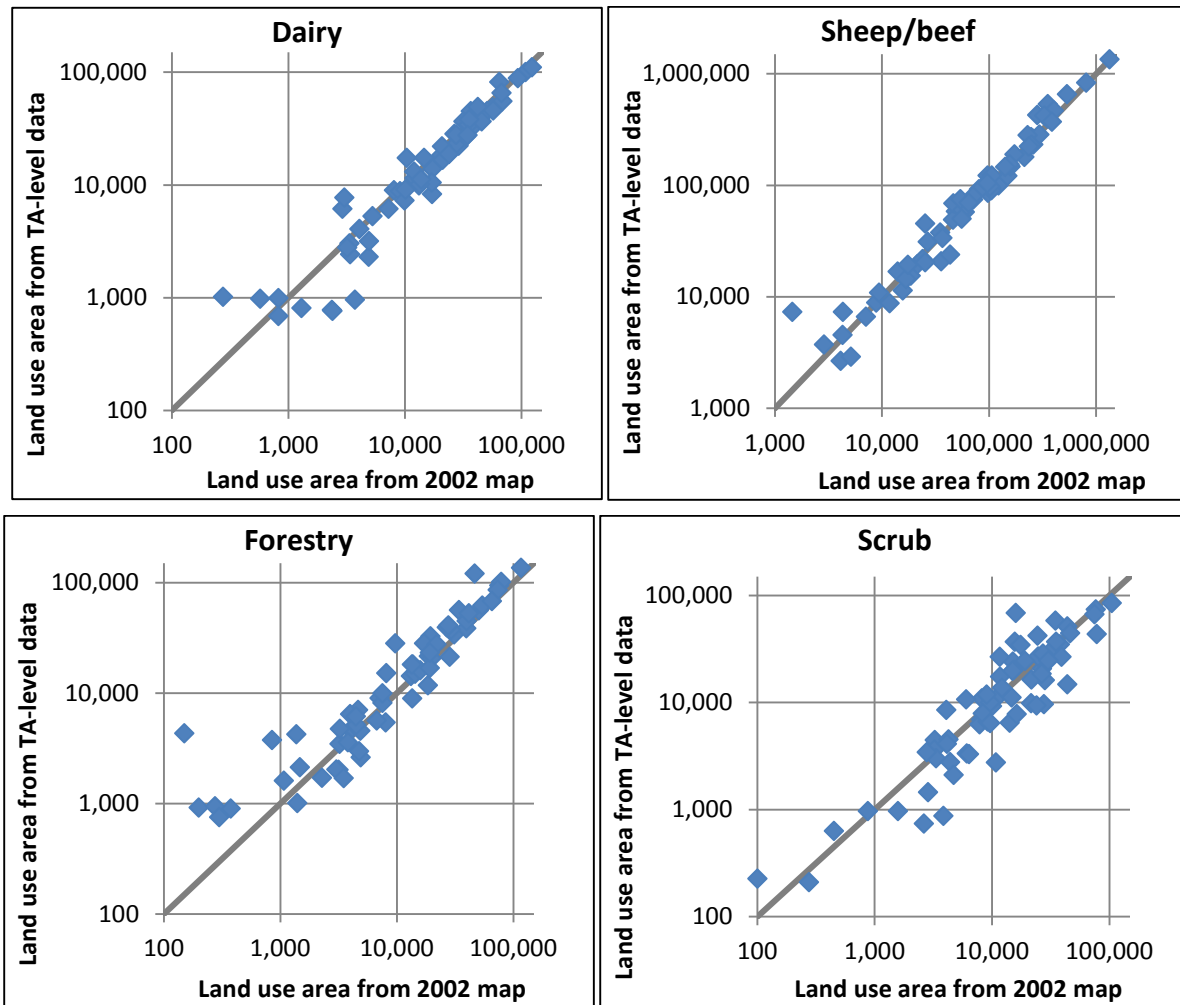 Dairy
Land use area from TA-level data
100,000
10,000
1,000
100
100 1,000 10,000 100,000
Land use area from 2002 map
Sheep/beef
Land use area from TA-level data
1,000,000
100,000
10,000
1,000
1,000 10,000 100,000 1,000,000
Land use area from 2002 map
Forestry
Land use area from TA-level data
100,000
10,000
1,000
100
100 1,000 10,000 100,000
Land use area from 2002 map
Scrub
Land use area from TA-level data
100,000
10,000
1,000
100
100 1,000 10,000 100,000
Land use area from 2002 map